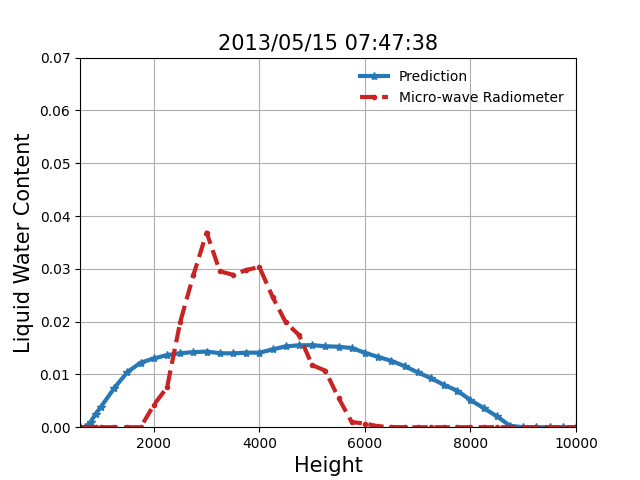 2013/05/15 07:47:38
0.07
0.06
0.05
0.04
0.03
0.02
0.01
0.00
Liquid Water Content
Prediction
Micro-wave Radiometer
2000 4000 6000 8000 10000
Height